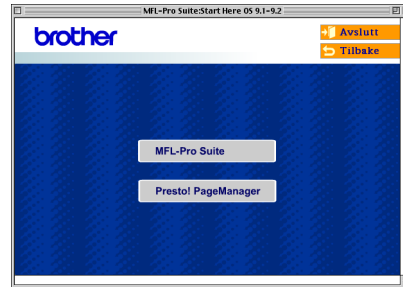 MFL-Pro Suite:Start Here OS 9.1-9.2
brother
Avslutt
Tilbake
MFL-Pro Suite
Presto! PageManager